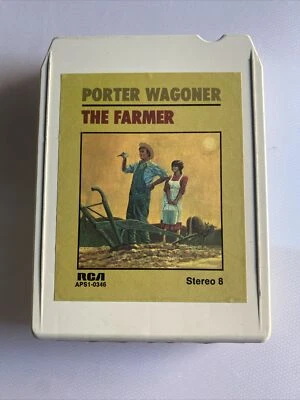 PORTER WAGONER
THE FARMER
RCA
APS1-0346
Stereo 8